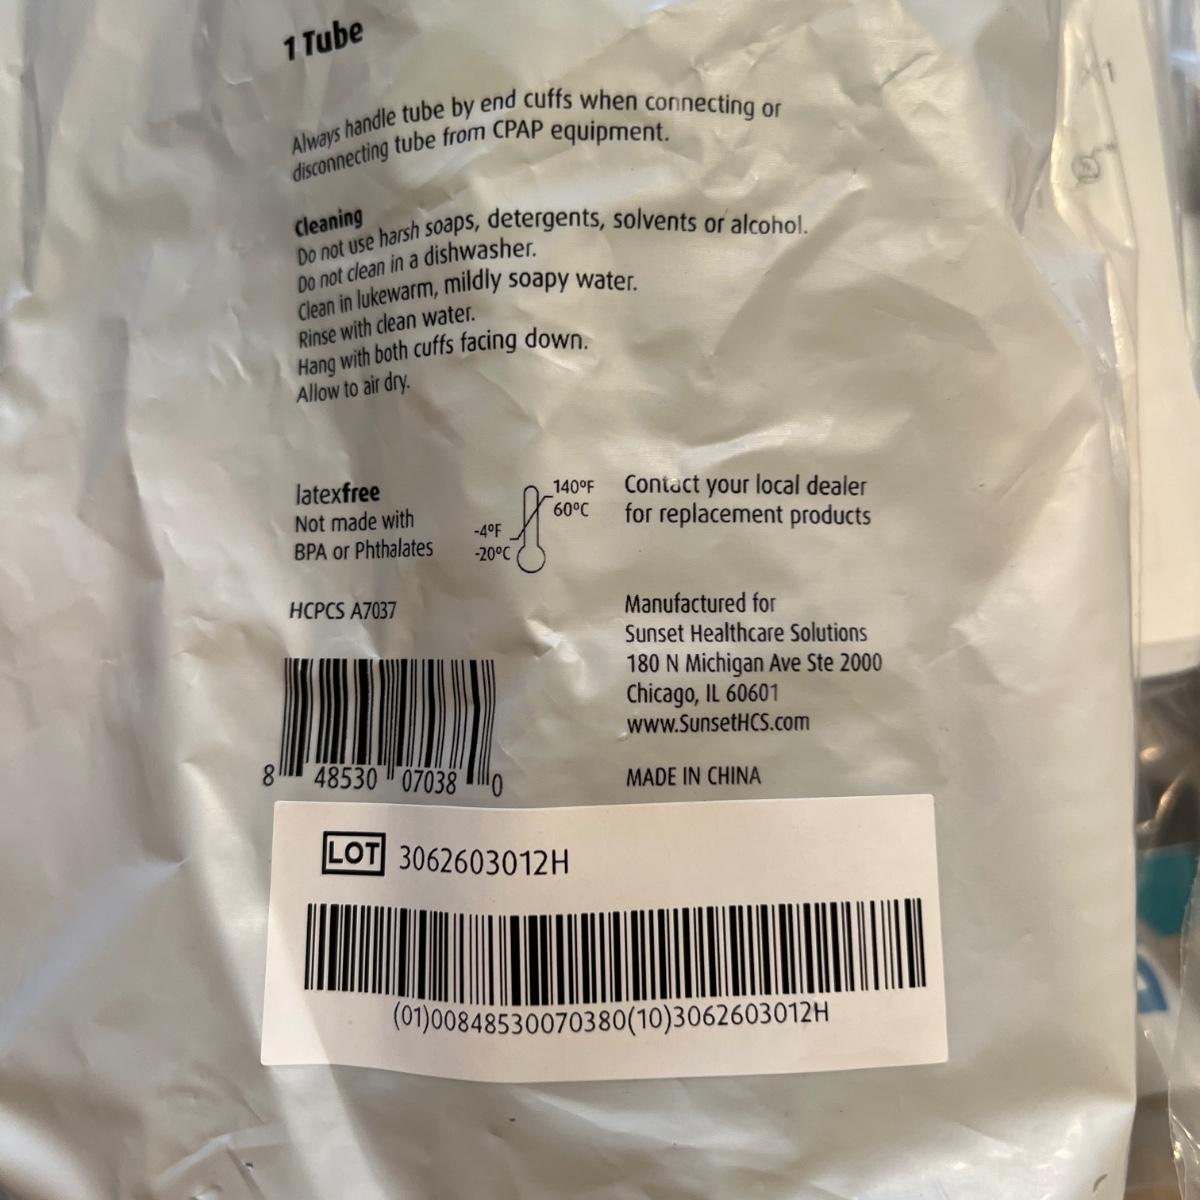 1 Tube
Always handle tube by end cuffs when connecting or
disconnecting tube from CPAP equipment.
Cleaning
Do not use harsh soaps, detergents, solvents or alcohol.
Do not clean in a dishwasher.
Clean in lukewarm, mildly soapy water.
Rinse with clean water.
Hang with both cuffs facing down.
Allow to air dry.
latexfree
Not made with
BPA or Phthalates
140°F
60°C
-4°F
-20°C
Contact your local dealer
for replacement products
HCPCS A7037
Manufactured for
Sunset Healthcare Solutions
180 N Michigan Ave Ste 2000
Chicago, IL 60601
www.SunsetHCS.com
MADE IN CHINA
8 48530 07038 0
LOT 3062603012H
(01)00848530070380(10)3062603012H